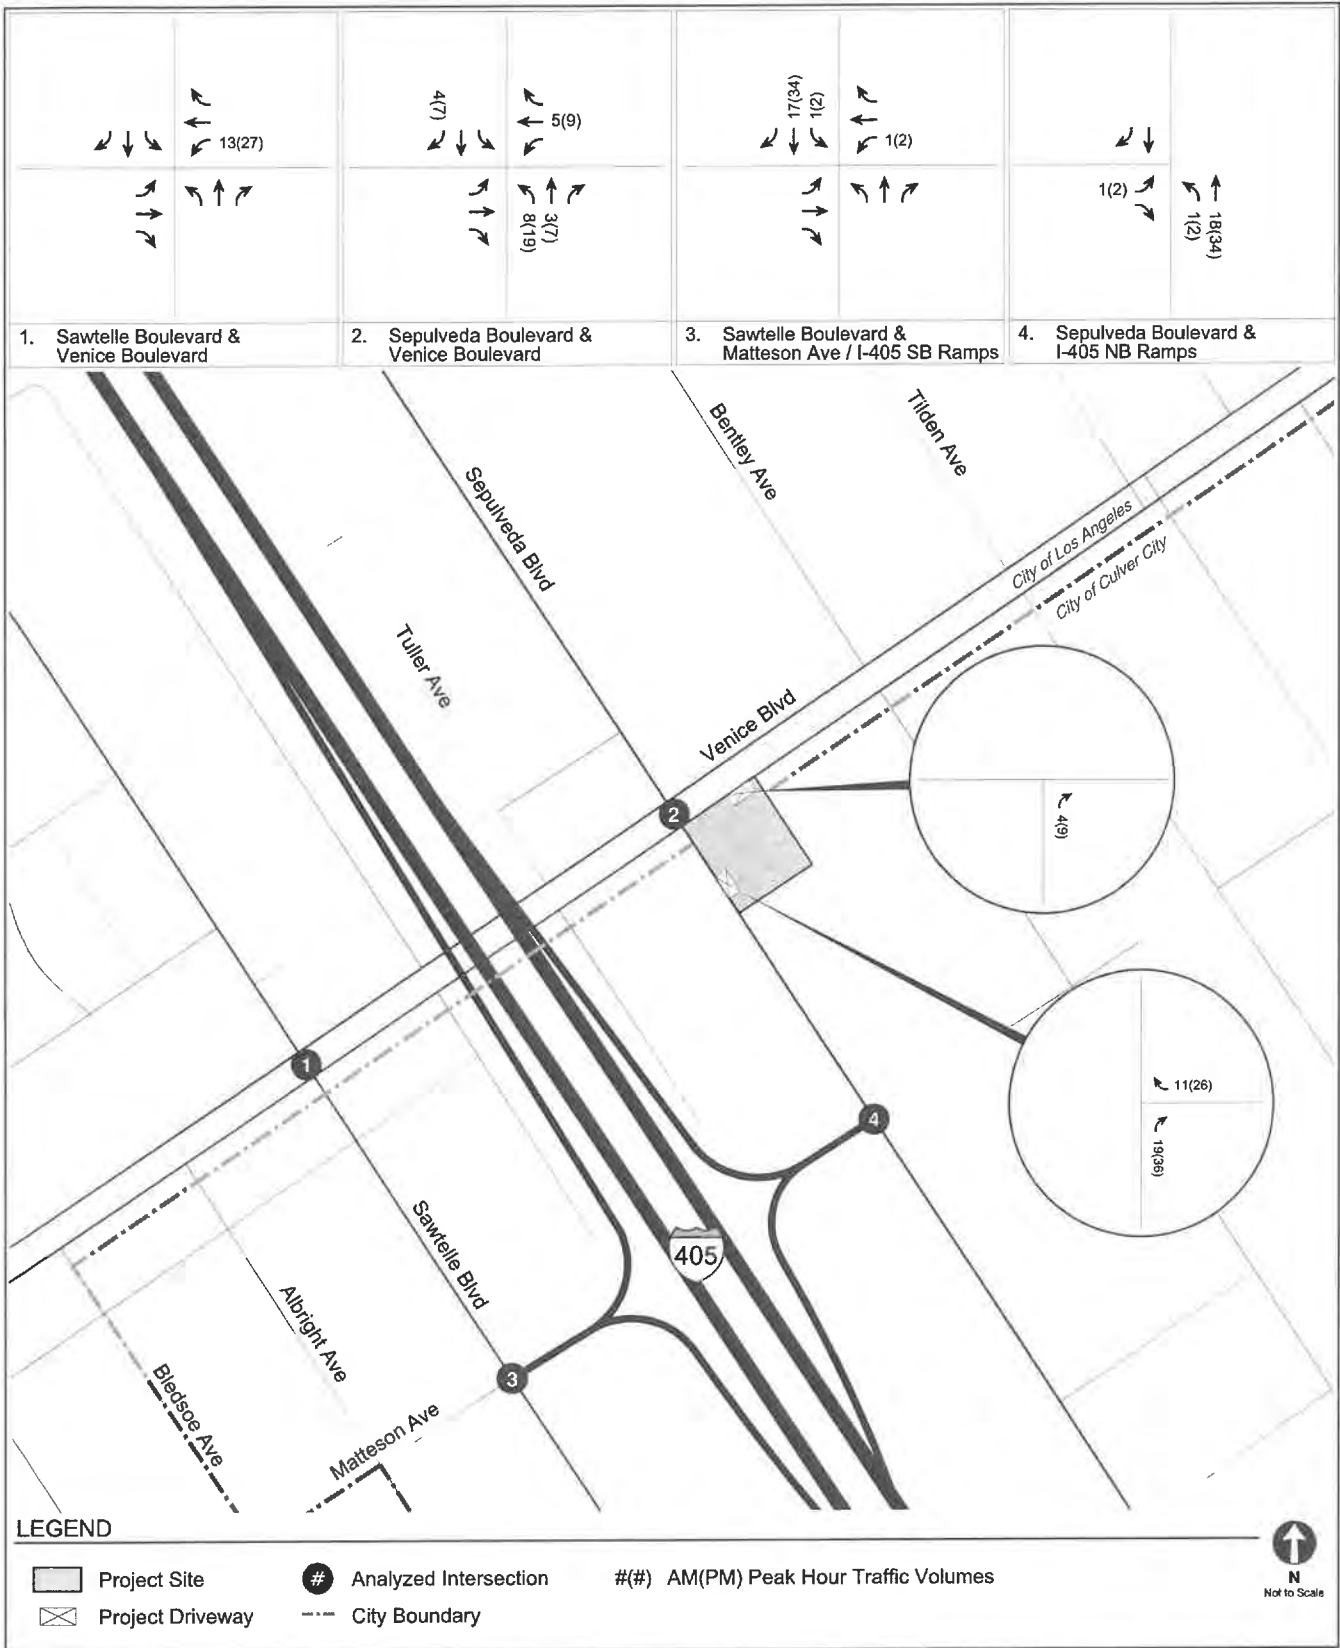 13(27)
4(7)
5(9)
8(19)
3(7)
17(34)
1(2)
1(2)
1(2)
1(2)
18(34)
1. Sawtelle Boulevard &
Venice Boulevard
2. Sepulveda Boulevard &
Venice Boulevard
3. Sawtelle Boulevard &
Matteson Ave / I-405 SB Ramps
4. Sepulveda Boulevard &
I-405 NB Ramps
Sepulveda Blvd
Bentley Ave
Tilden Ave
City of Los Angeles
City of Culver City
Tuller Ave
Venice Blvd
2
4(9)
1
4
11(26)
19(36)
Sawtelle Blvd
405
Albright Ave
3
Bledsoe Ave
Matteson Ave
LEGEND
Project Site
# Analyzed Intersection
#(#) AM(PM) Peak Hour Traffic Volumes
Project Driveway
City Boundary
N
Not to Scale